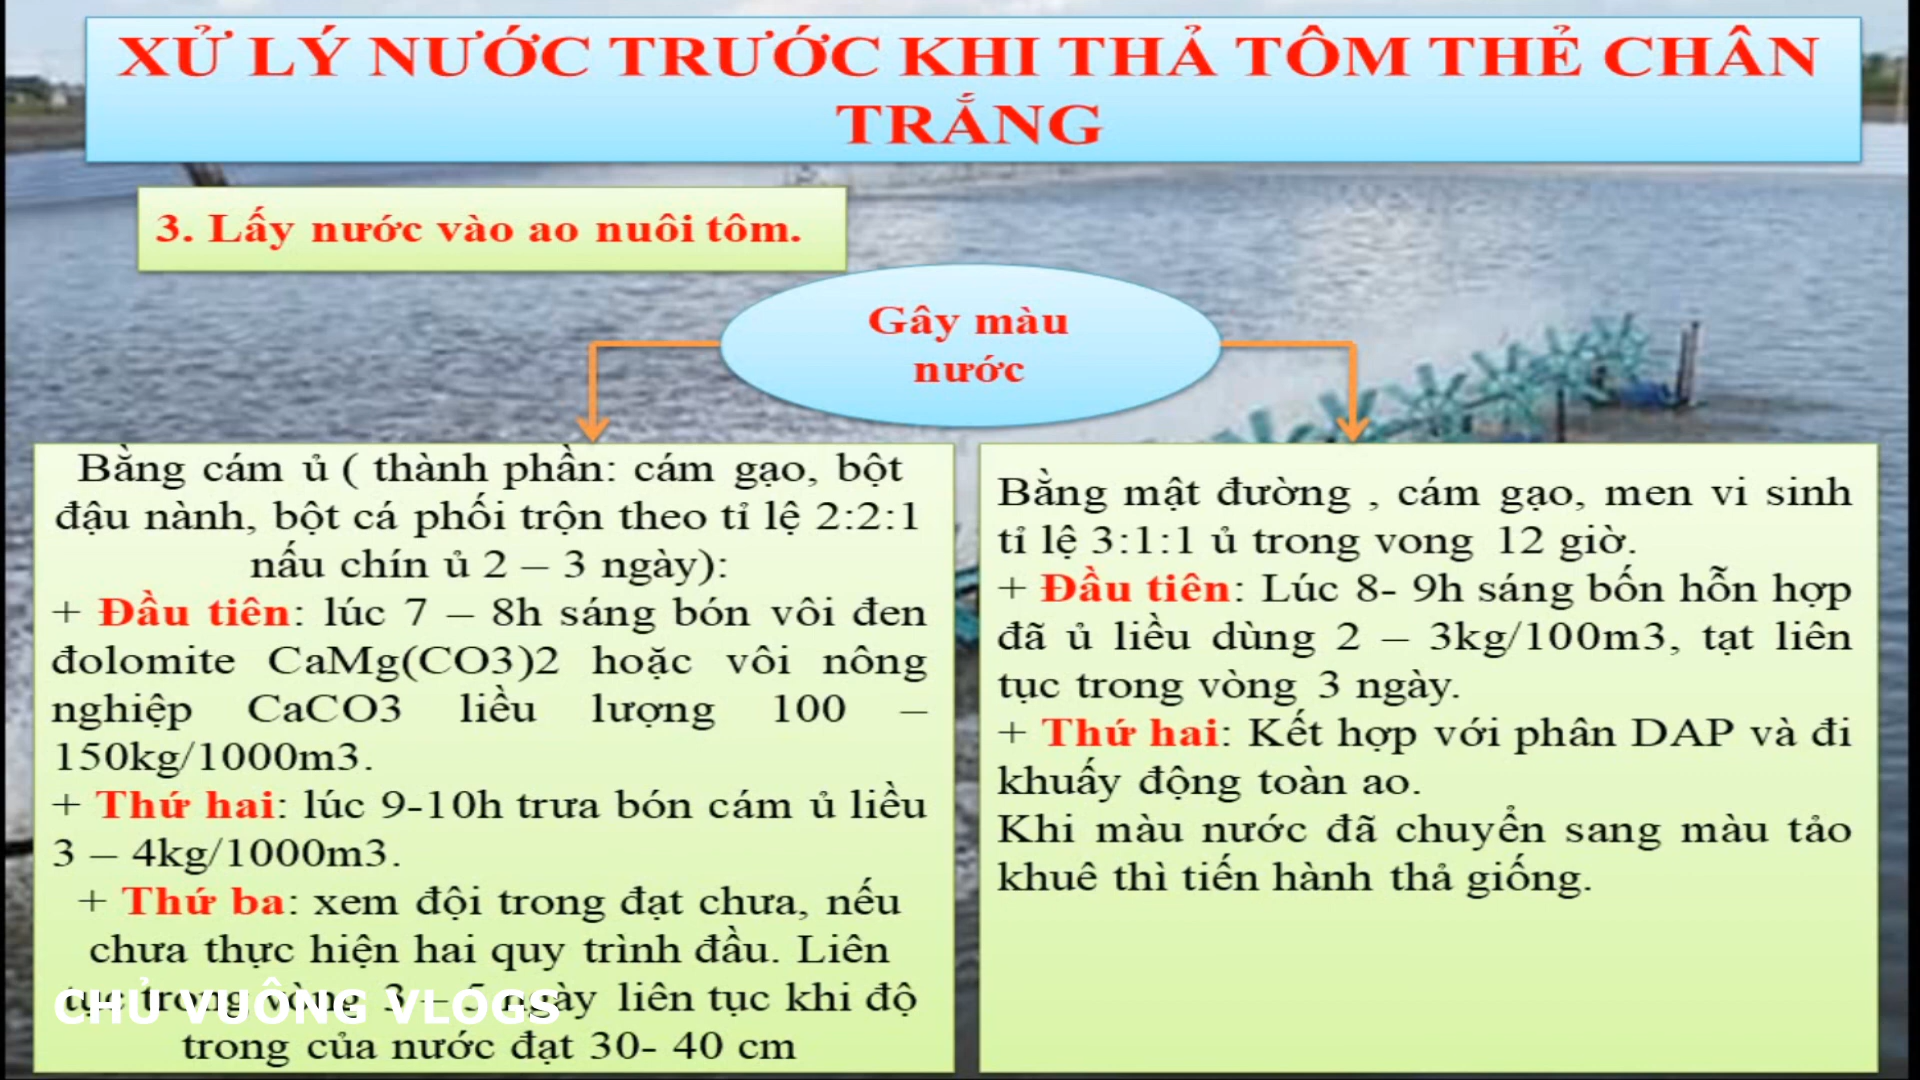 XỬ LÝ NƯỚC TRƯỚC KHI THẢ TÔM THẺ CHÂN
TRẮNG
3. Lấy nước vào ao nuôi tôm.
Gây màu
nước
Bằng cám ủ ( thành phần: cám gạo, bột
đậu nành, bột cá phối trộn theo tỉ lệ 2:2:1
nấu chín ủ 2 – 3 ngày):
+ Đầu tiên: lúc 7 – 8h sáng bón vôi đen
đolomite CaMg(CO3)2 hoặc vôi nông
nghiệp CaCO3 liều lượng 100 –
150kg/1000m3.
+ Thứ hai: lúc 9-10h trưa bón cám ủ liều
3 – 4kg/1000m3.
+ Thứ ba: xem đội trong đạt chưa, nếu
chưa thực hiện hai quy trình đầu. Liên
tục trong vòng 3 – 5 ngày liên tục khi độ
trong của nước đạt 30- 40 cm
CHỦ VUÔNG VLOGS
Bằng mật đường , cám gạo, men vi sinh
tỉ lệ 3:1:1 ủ trong vong 12 giờ.
+ Đầu tiên: Lúc 8- 9h sáng bốn hỗn hợp
đã ủ liều dùng 2 – 3kg/100m3, tạt liên
tục trong vòng 3 ngày.
+ Thứ hai: Kết hợp với phân DAP và đi
khuấy động toàn ao.
Khi màu nước đã chuyển sang màu tảo
khuê thì tiến hành thả giống.